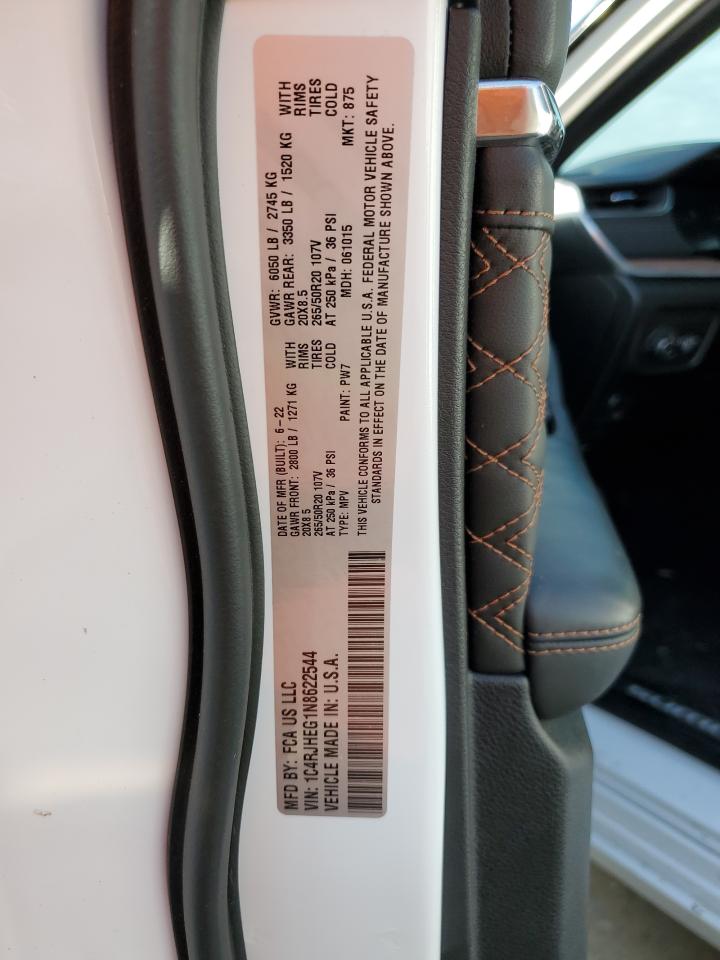 MFD BY: FCA US LLC
VIN: 1C4RJHEG1N8622544
VEHICLE MADE IN: U.S.A.
DATE OF MFR (BUILT): 6-22
GVWR: 6050 LB / 2745 KG
GAWR FRONT: 2800 LB / 1271 KG WITH
GAWR REAR: 3350 LB / 1520 KG WITH
20X8.5 RIMS
20X8.5 RIMS
265/50R20 107V TIRES
265/50R20 107V TIRES
AT 250 kPa / 36 PSI COLD
AT 250 kPa / 36 PSI COLD
TYPE: MPV PAINT: PW7 MDH: 061015 MKT: 875
THIS VEHICLE CONFORMS TO ALL APPLICABLE U.S.A. FEDERAL MOTOR VEHICLE SAFETY
STANDARDS IN EFFECT ON THE DATE OF MANUFACTURE SHOWN ABOVE.